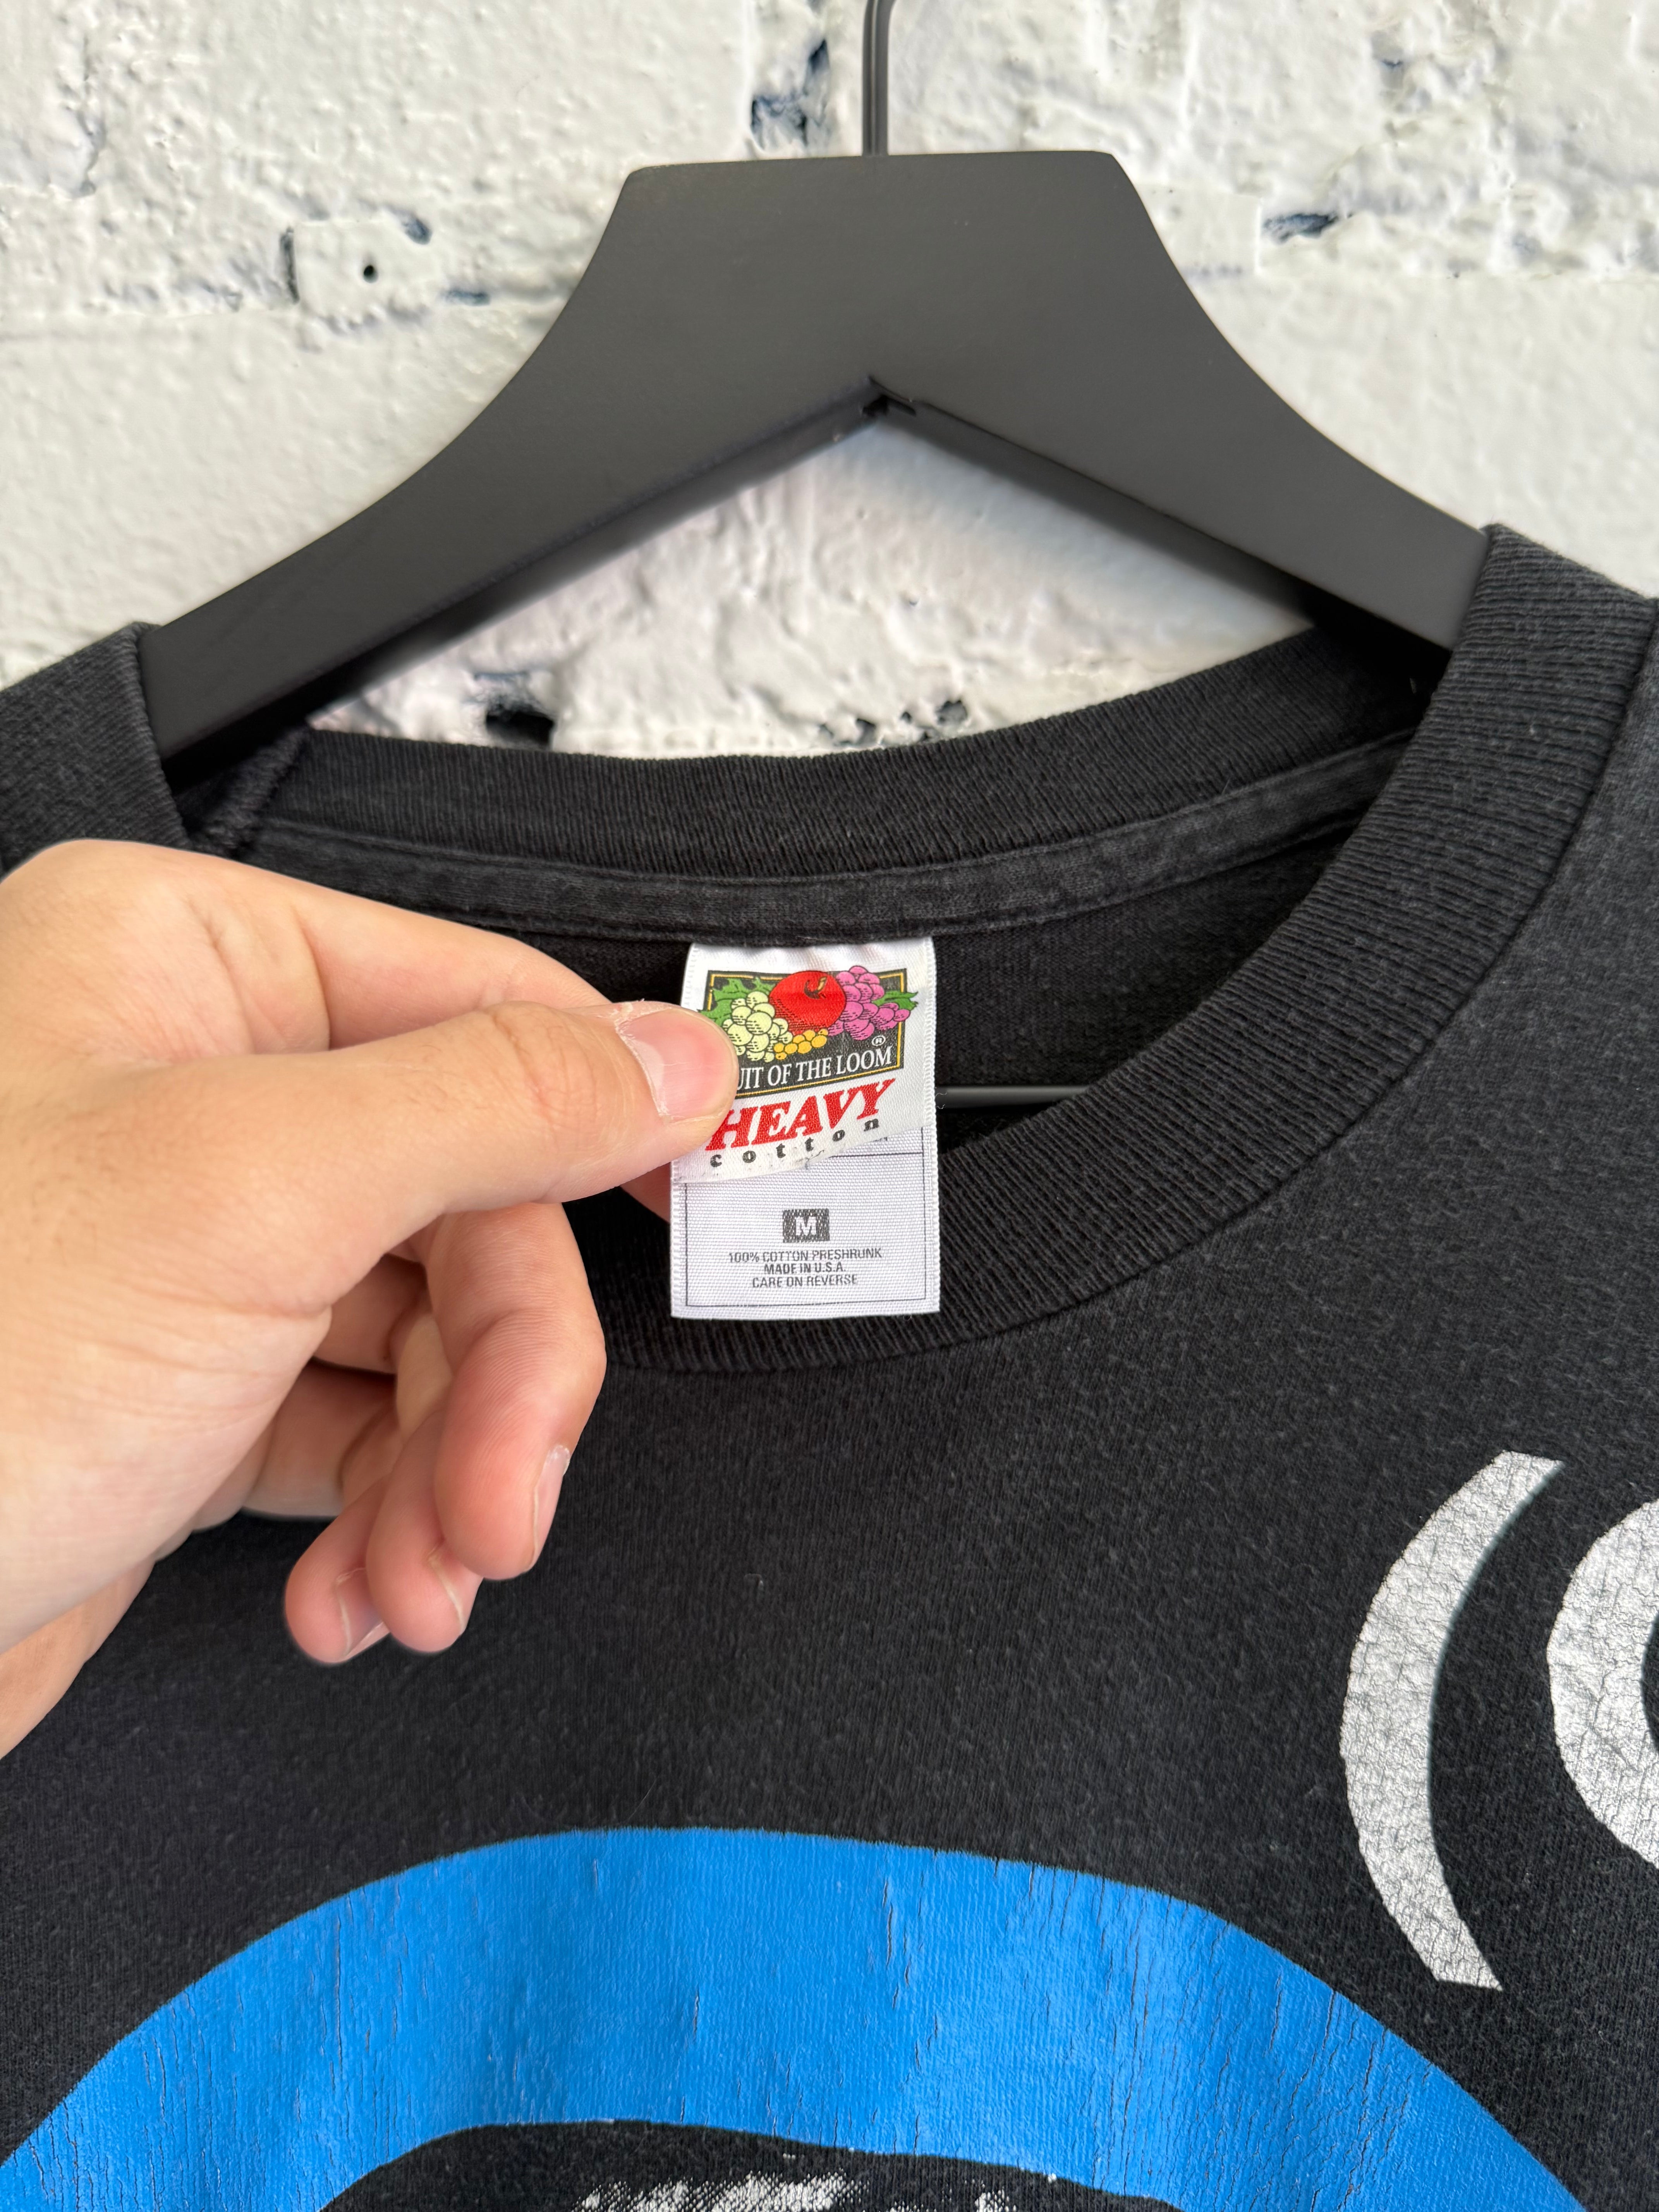 UIT OF THE LOOM
®
HEAVY
cotton
M
100% COTTON PRESHRUNK
MADE IN U.S.A.
CARE ON REVERSE
(